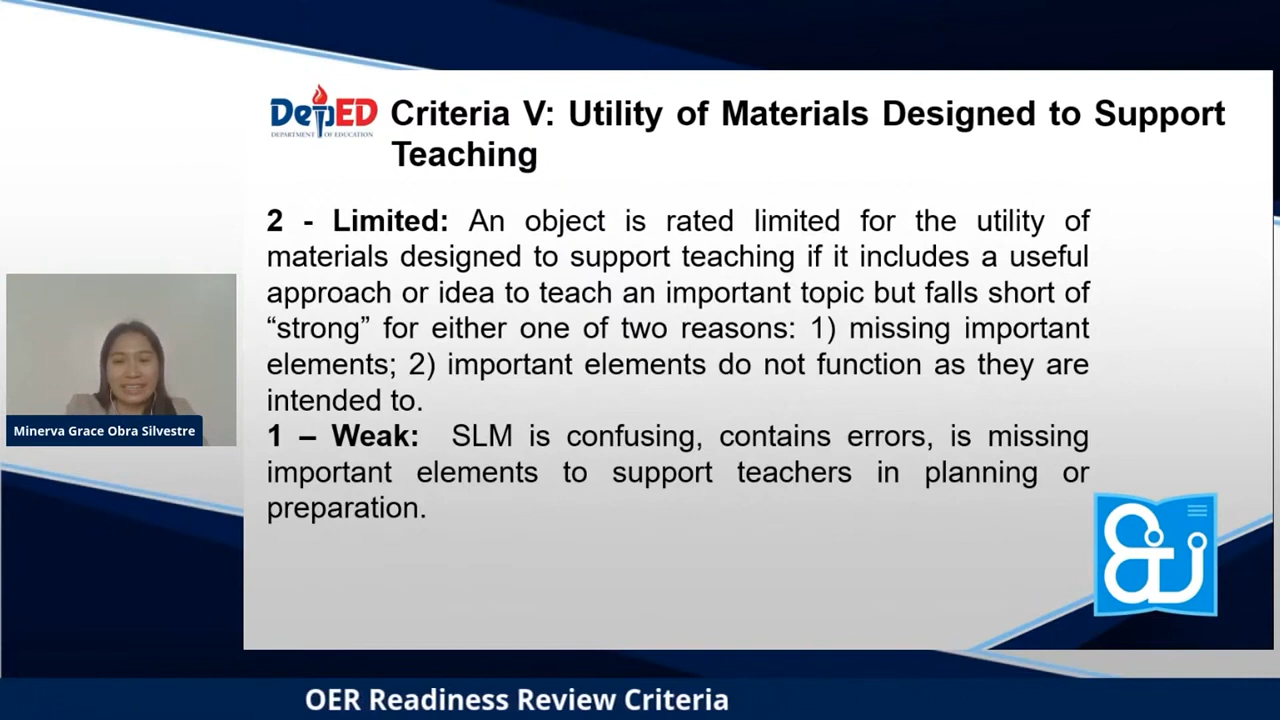 DepED
DEPARTMENT OF EDUCATION
Criteria V: Utility of Materials Designed to Support
Teaching
2 - Limited: An object is rated limited for the utility of
materials designed to support teaching if it includes a useful
approach or idea to teach an important topic but falls short of
“strong” for either one of two reasons: 1) missing important
elements; 2) important elements do not function as they are
intended to.
1 – Weak: SLM is confusing, contains errors, is missing
important elements to support teachers in planning or
preparation.
Minerva Grace Obra Silvestre
OER Readiness Review Criteria